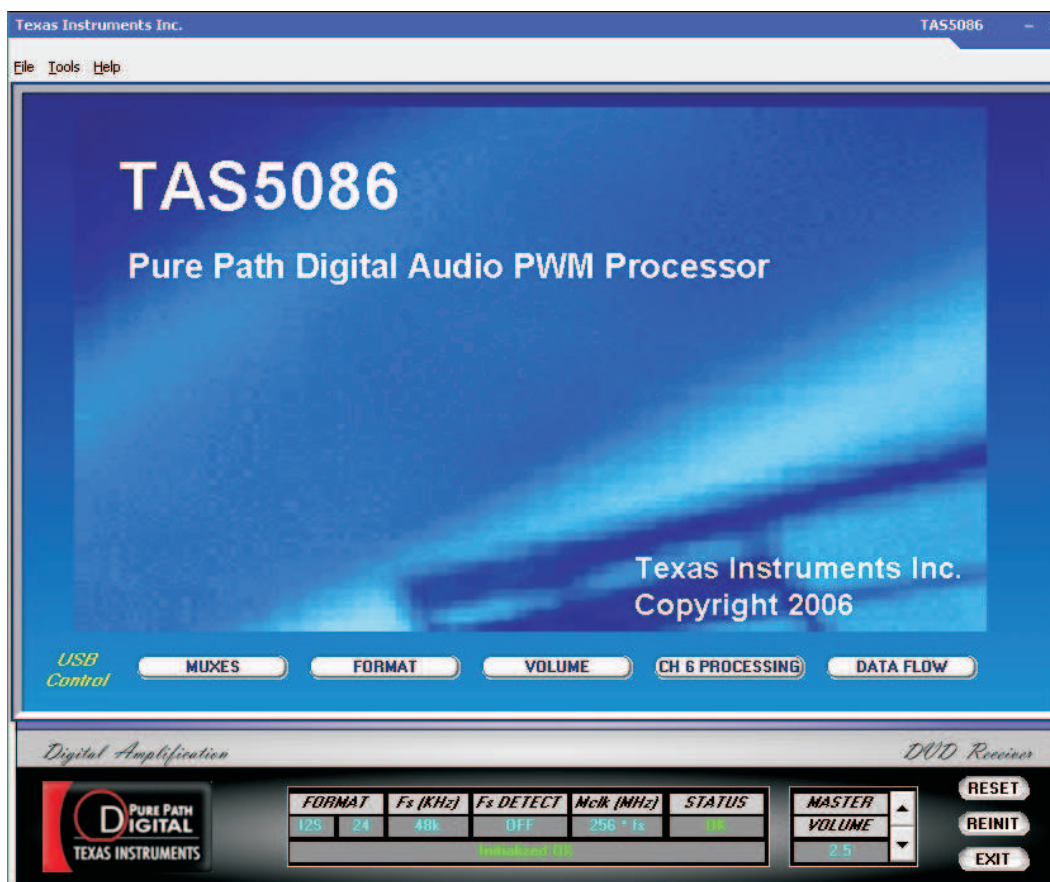 Texas Instruments Inc. TAS5086 –
File Tools Help
TAS5086
Pure Path Digital Audio PWM Processor
Texas Instruments Inc.
Copyright 2006
USB
Control
MUXES FORMAT VOLUME CH 6 PROCESSING DATA FLOW
Digital Amplification DVD Receiver
PURE PATH
DIGITAL
TEXAS INSTRUMENTS
FORMAT Fs (KHz) Fs DETECT Mclk (MHz) STATUS
I2S 24 48k OFF 256 * fs OK
Initialized OK
MASTER
VOLUME
2.5
RESET
REINIT
EXIT